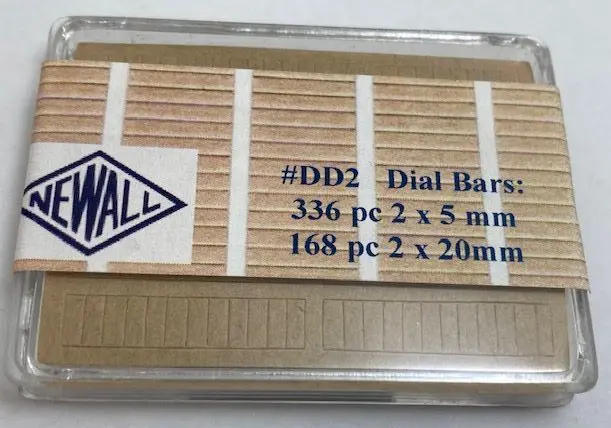 NEWALL
#DD2 Dial Bars:
336 pc 2 x 5 mm
168 pc 2 x 20mm